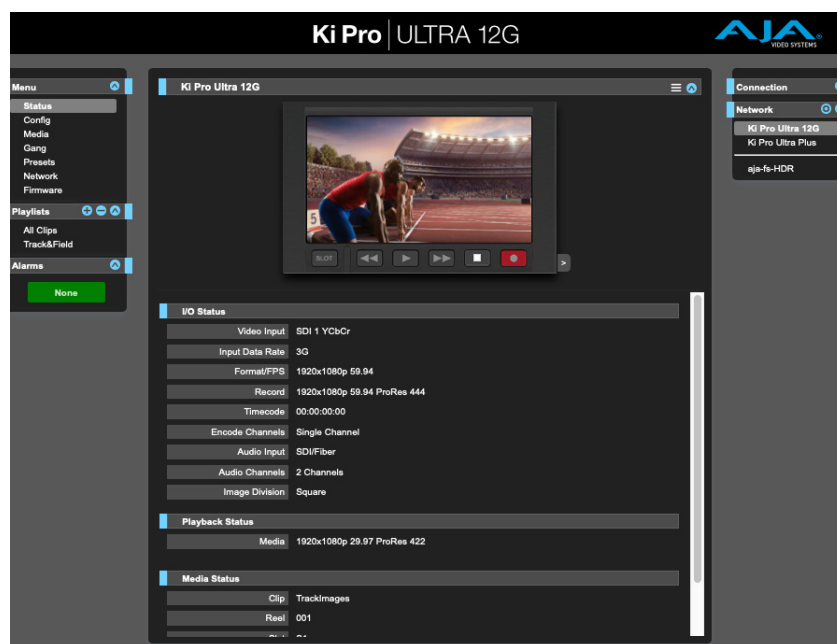 Ki Pro | ULTRA 12G
AJA
VIDEO SYSTEMS
Menu
Status
Config
Media
Gang
Presets
Network
Firmware
Playlists
All Clips
Track&Field
Alarms
None
Ki Pro Ultra 12G
5
SLOT
>
I/O Status
Video Input SDI 1 YCbCr
Input Data Rate 3G
Format/FPS 1920x1080p 59.94
Record 1920x1080p 59.94 ProRes 444
Timecode 00:00:00:00
Encode Channels Single Channel
Audio Input SDI/Fiber
Audio Channels 2 Channels
Image Division Square
Playback Status
Media 1920x1080p 29.97 ProRes 422
Media Status
Clip TrackImages
Reel 001
Connection
Network
Ki Pro Ultra 12G
Ki Pro Ultra Plus
aja-fs-HDR